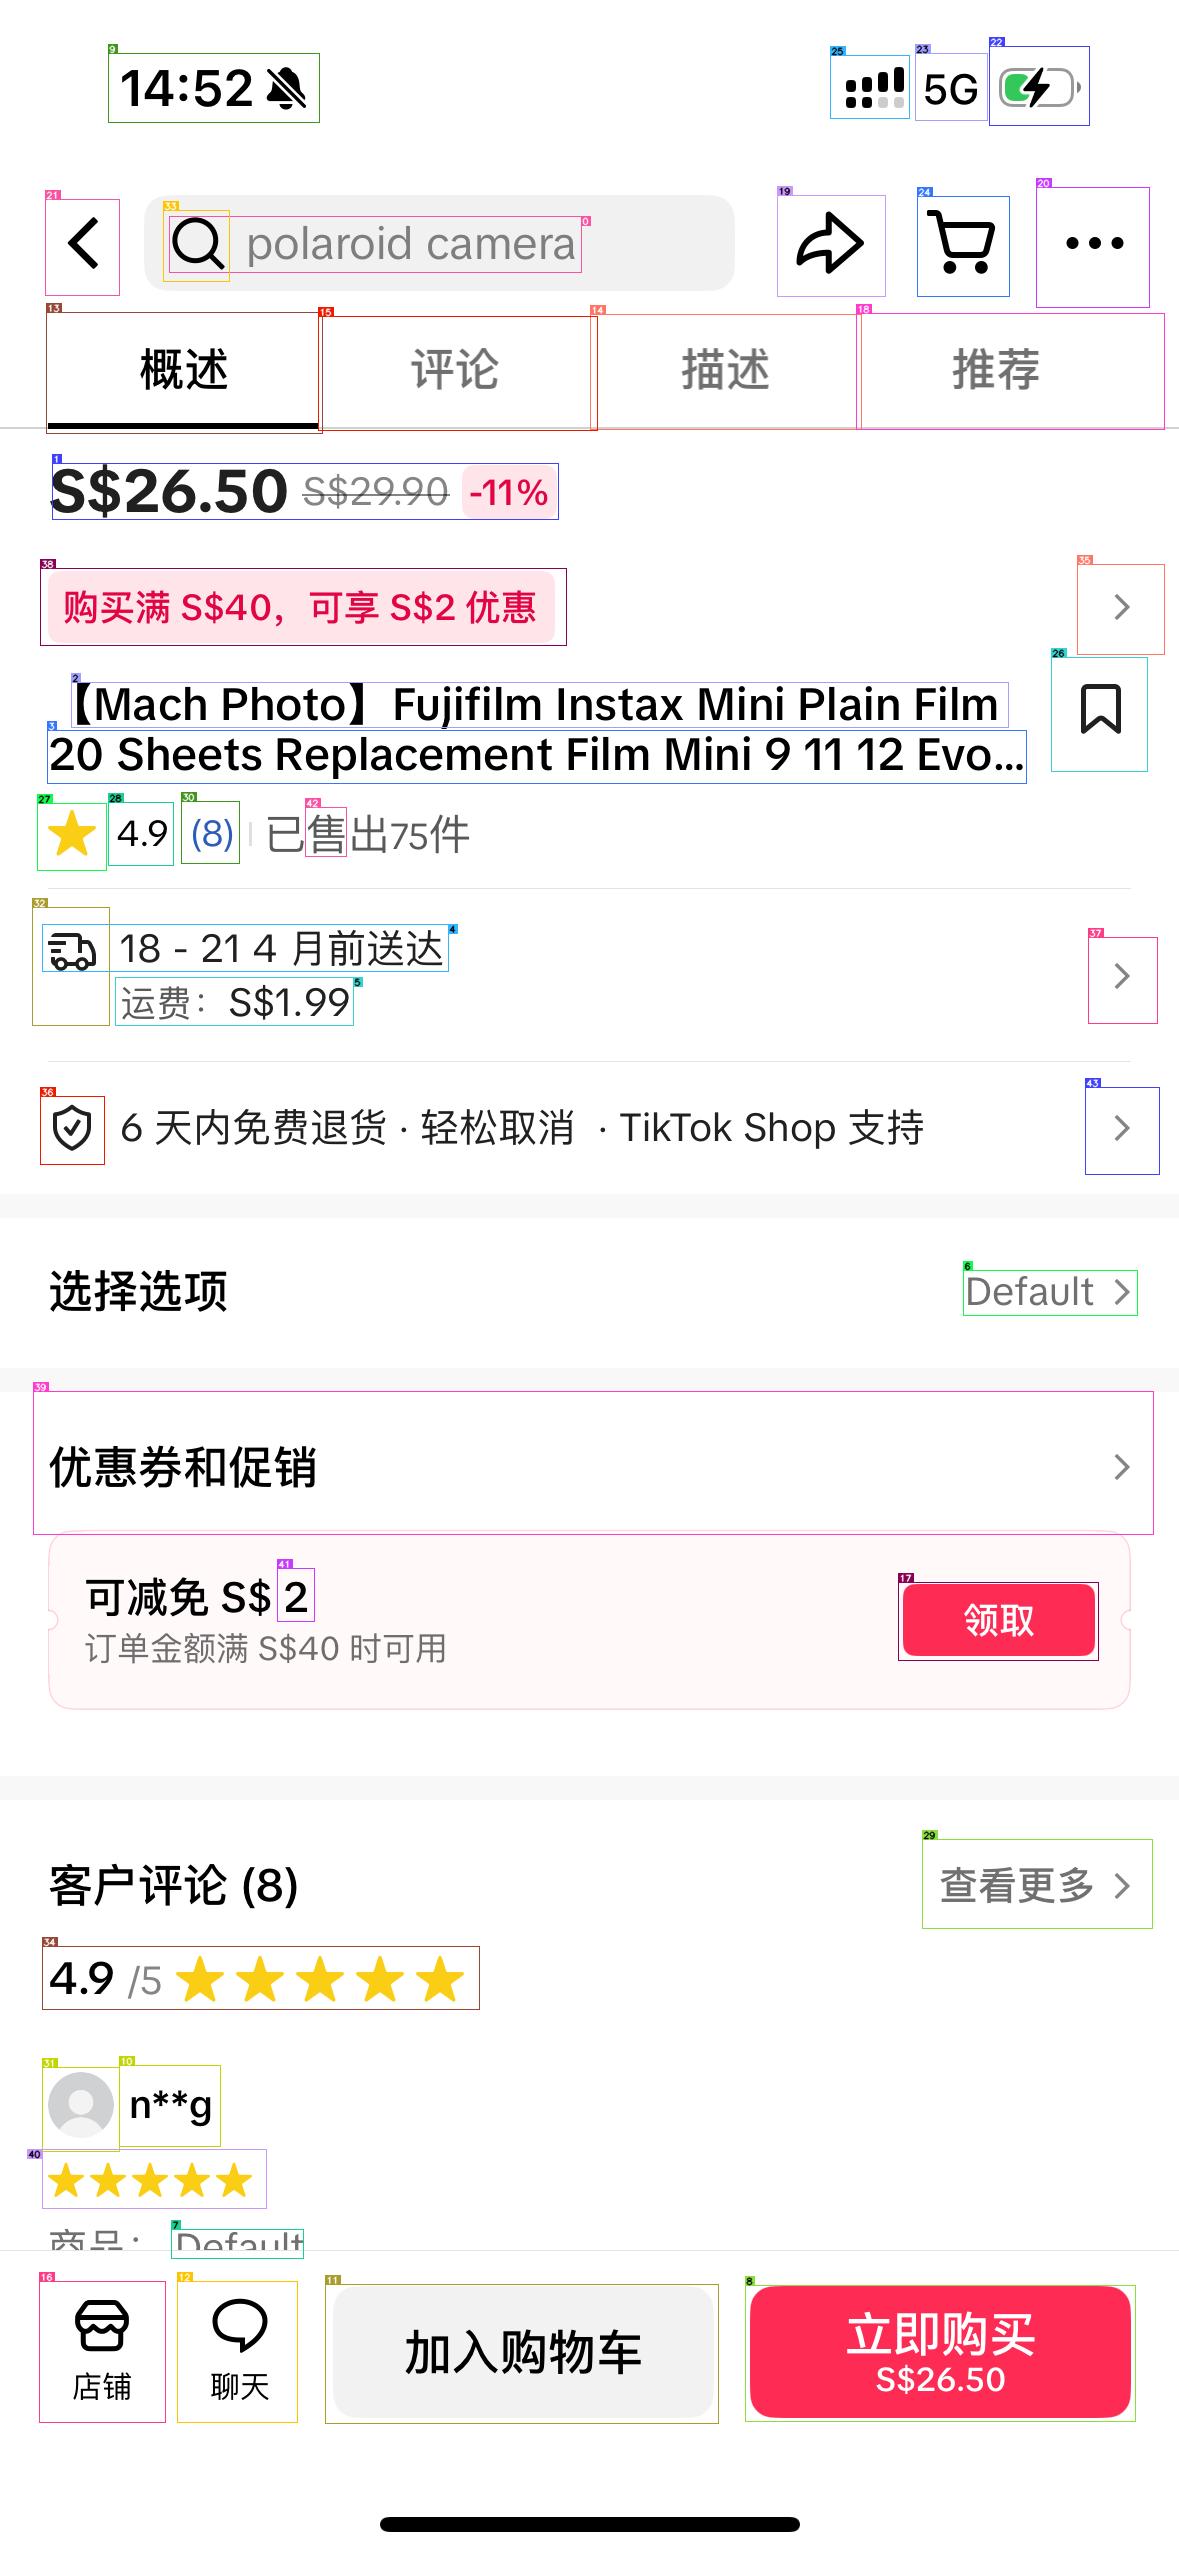 14:52
5G
polaroid camera
概述 评论 描述 推荐
S$26.50 S$29.90 -11%
购买满 S$40，可享 S$2 优惠
【Mach Photo】Fujifilm Instax Mini Plain Film
20 Sheets Replacement Film Mini 9 11 12 Evo...
4.9 (8) 已售出75件
18 - 21 4 月前送达
运费： S$1.99
6 天内免费退货 · 轻松取消 · TikTok Shop 支持
选择选项 Default
优惠券和促销
可减免 S$ 2
订单金额满 S$40 时可用
领取
客户评论 (8) 查看更多
4.9 /5
n**g
商品： Default
店铺 聊天 加入购物车 立即购买
S$26.50